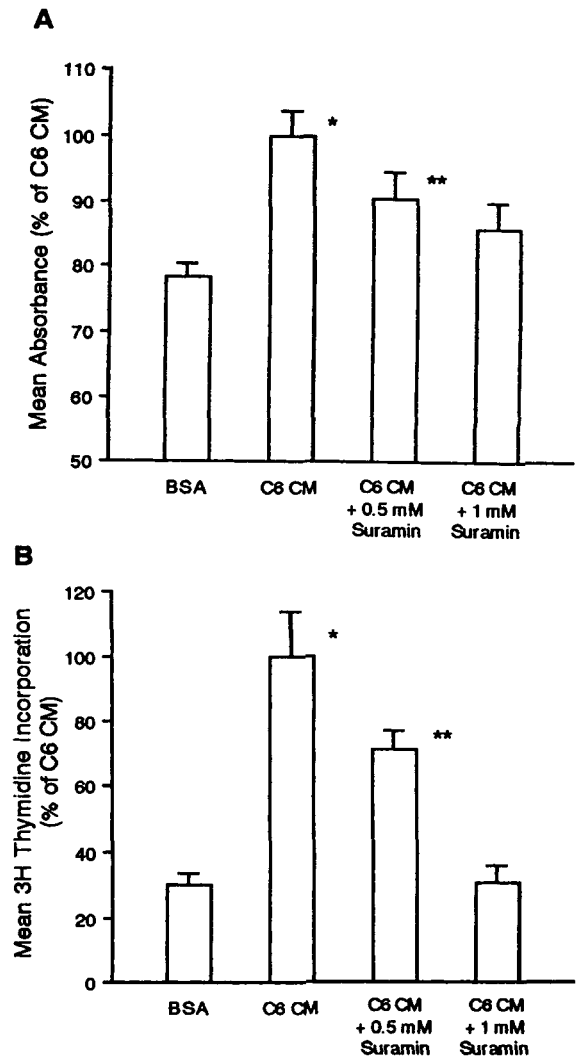 A
Mean Absorbance (% of C6 CM)
110
100
90
80
70
60
50
*
**
BSA
C6 CM
C6 CM
+ 0.5 mM
Suramin
C6 CM
+ 1 mM
Suramin
B
Mean 3H Thymidine Incorporation
(% of C6 CM)
120
100
80
60
40
20
0
*
**
BSA
C6 CM
C6 CM
+ 0.5 mM
Suramin
C6 CM
+ 1 mM
Suramin